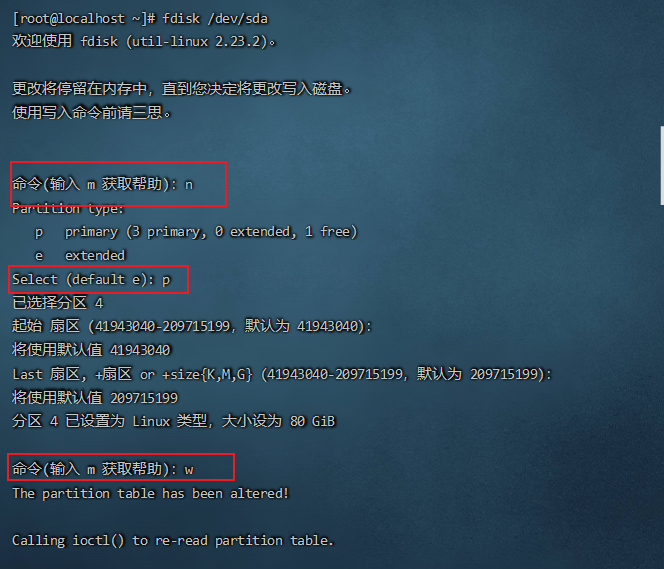 [root@localhost ~]# fdisk /dev/sda
欢迎使用 fdisk (util-linux 2.23.2)。
更改将停留在内存中，直到您决定将更改写入磁盘。
使用写入命令前请三思。
命令(输入 m 获取帮助)：n
Partition type:
   p   primary (3 primary, 0 extended, 1 free)
   e   extended
Select (default e): p
已选择分区 4
起始 扇区 (41943040-209715199，默认为 41943040)：
将使用默认值 41943040
Last 扇区, +扇区 or +size{K,M,G} (41943040-209715199，默认为 209715199)：
将使用默认值 209715199
分区 4 已设置为 Linux 类型，大小设为 80 GiB
命令(输入 m 获取帮助)：w
The partition table has been altered!
Calling ioctl() to re-read partition table.